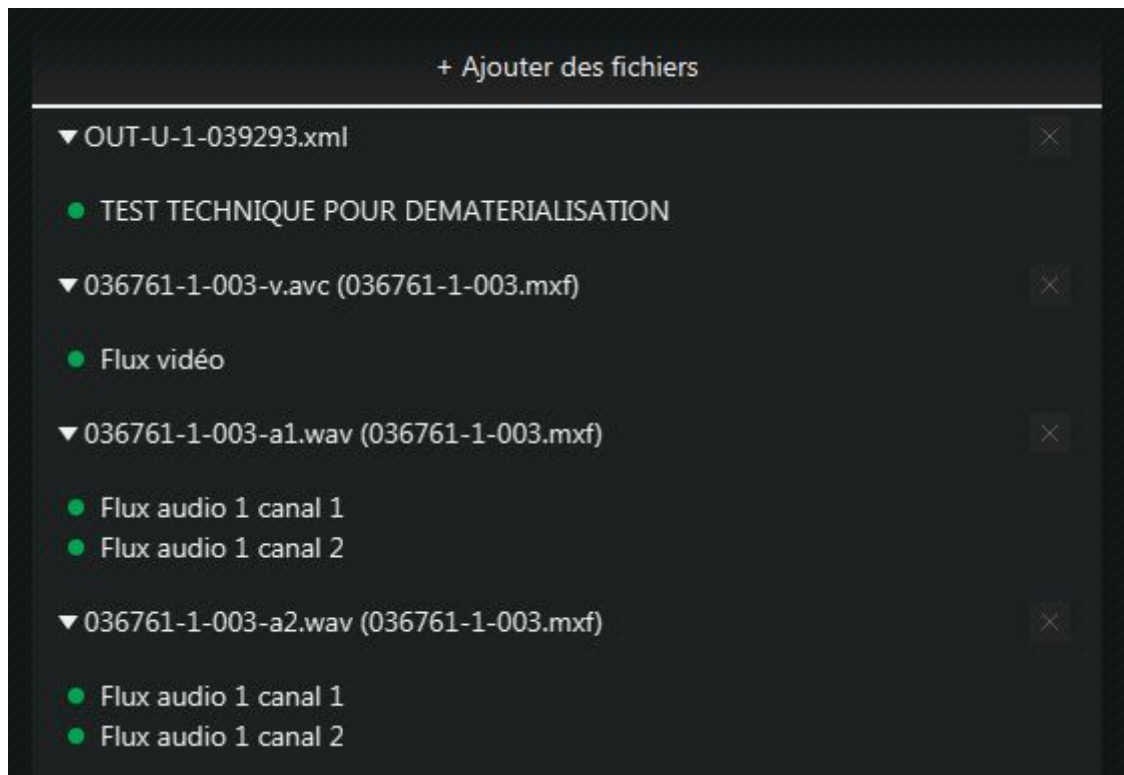 + Ajouter des fichiers
OUT-U-1-039293.xml
TEST TECHNIQUE POUR DEMATERIALISATION
036761-1-003-v.avc (036761-1-003.mxf)
Flux vidéo
036761-1-003-a1.wav (036761-1-003.mxf)
Flux audio 1 canal 1
Flux audio 1 canal 2
036761-1-003-a2.wav (036761-1-003.mxf)
Flux audio 1 canal 1
Flux audio 1 canal 2